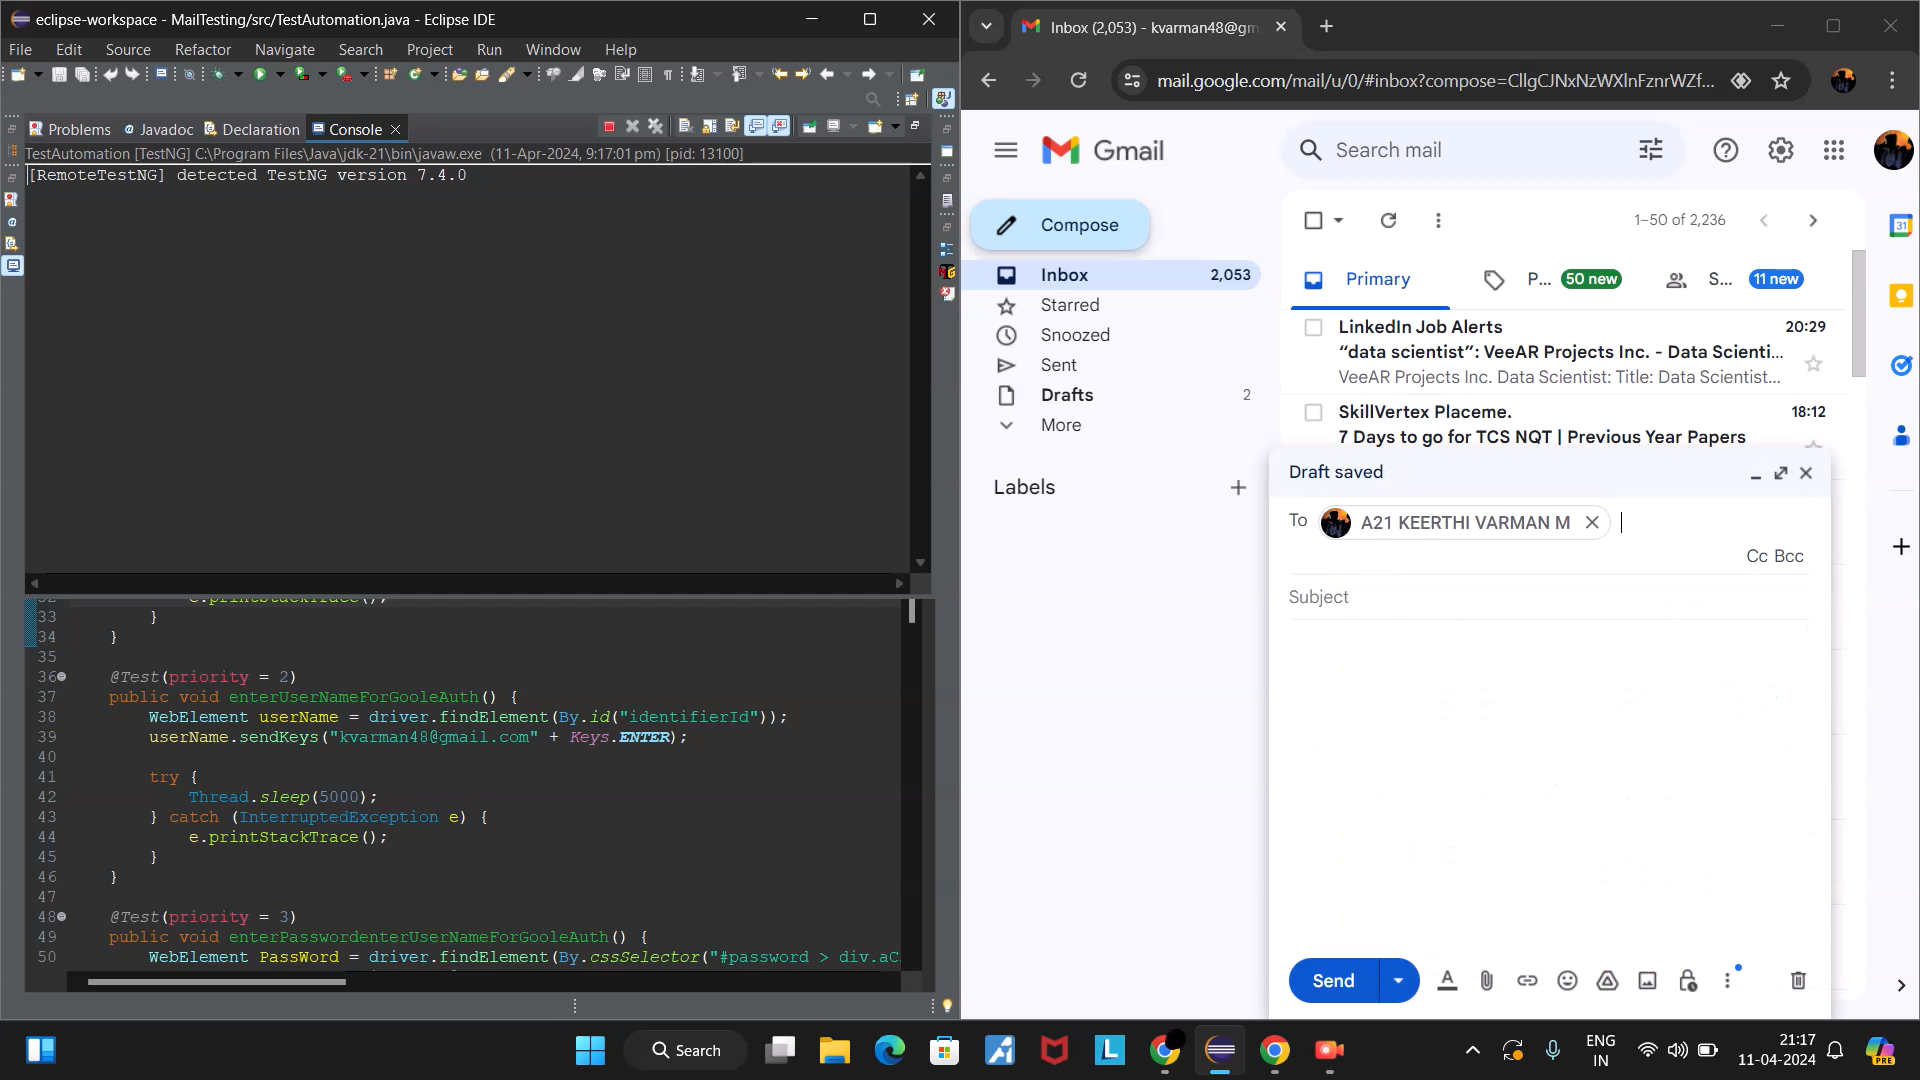 eclipse-workspace - MailTesting/src/TestAutomation.java - Eclipse IDE
File Edit Source Refactor Navigate Search Project Run Window Help
Problems Javadoc Declaration Console
TestAutomation [TestNG] C:\Program Files\Java\jdk-21\bin\javaw.exe (11-Apr-2024, 9:17:01 pm) [pid: 13100]
[RemoteTestNG] detected TestNG version 7.4.0
32 e.printStackTrace();
33 }
34 }
35
36 @Test(priority = 2)
37 public void enterUserNameForGooleAuth() {
38 WebElement userName = driver.findElement(By.id("identifierId"));
39 userName.sendKeys("kvarman48@gmail.com" + Keys.ENTER);
40
41 try {
42 Thread.sleep(5000);
43 } catch (InterruptedException e) {
44 e.printStackTrace();
45 }
46 }
47
48 @Test(priority = 3)
49 public void enterPasswordenterUserNameForGooleAuth() {
50 WebElement PassWord = driver.findElement(By.cssSelector("#password > div.aC
Inbox (2,053) - kvarman48@gm
mail.google.com/mail/u/0/#inbox?compose=CllgCJNxNzWXlnFznrWZf...
Gmail
Search mail
Compose
Inbox 2,053
Starred
Snoozed
Sent
Drafts 2
More
Labels
1–50 of 2,236
Primary P... 50 new S... 11 new
LinkedIn Job Alerts 20:29
“data scientist”: VeeAR Projects Inc. - Data Scienti...
VeeAR Projects Inc. Data Scientist: Title: Data Scientist...
SkillVertex Placeme. 18:12
7 Days to go for TCS NQT | Previous Year Papers
Draft saved
To A21 KEERTHI VARMAN M
Cc Bcc
Subject
Send
31
Search
L
ENG
IN
21:17
11-04-2024
PRE